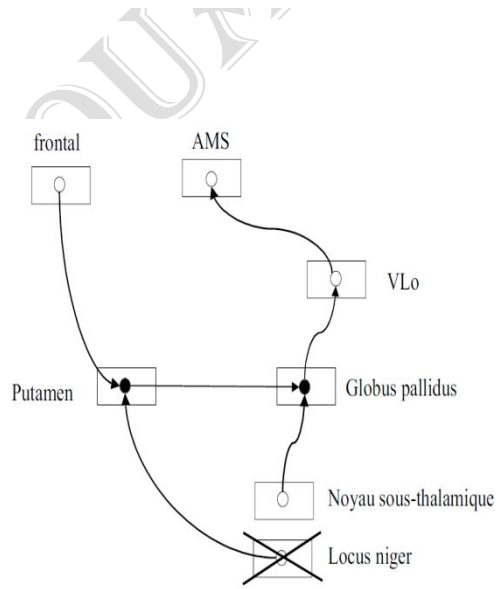 frontal
AMS
VLo
Putamen
Globus pallidus
Noyau sous-thalamique
Locus niger